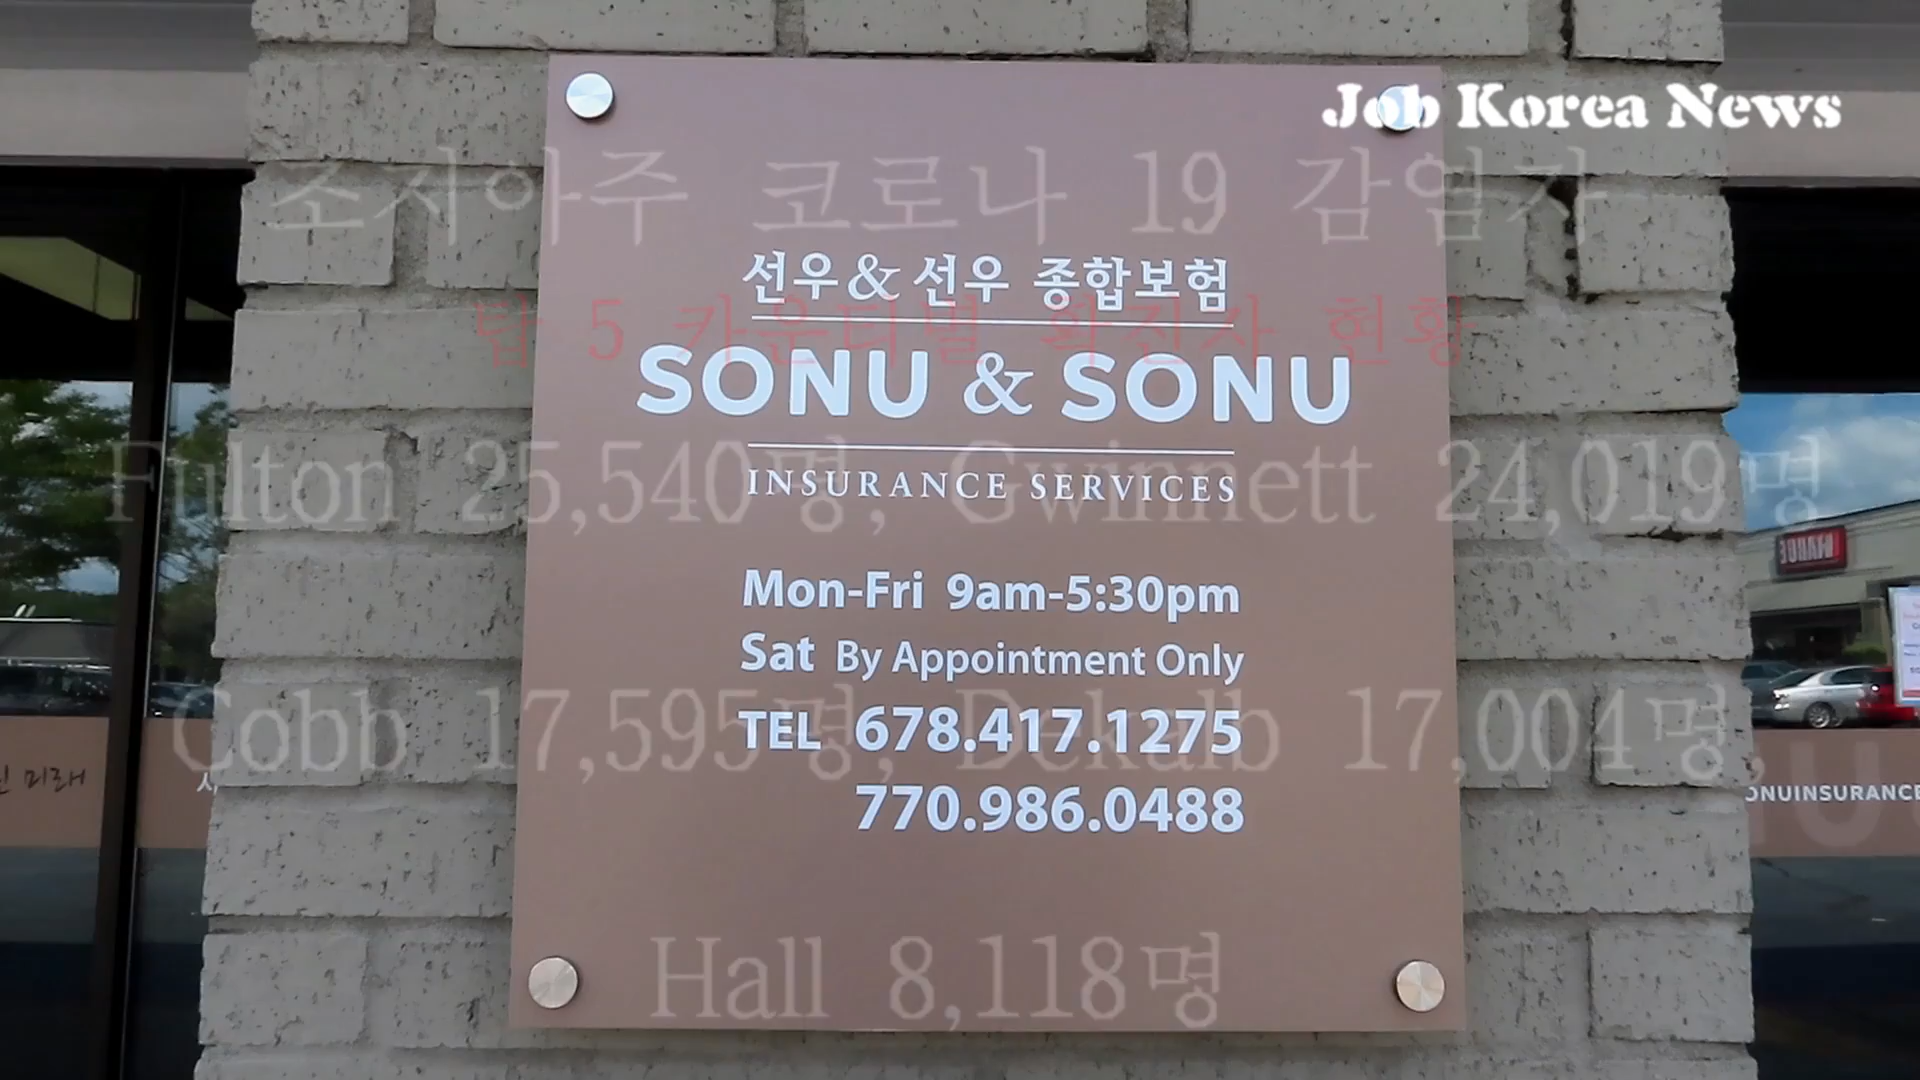 Job Korea News
조지아주 코로나 19 감염자
선우&선우 종합보험
탑 5 카운티별 확진자 현황
SONU & SONU
Fulton 25,540명, Gwinnett 24,019명
INSURANCE SERVICES
Mon-Fri 9am-5:30pm
Sat By Appointment Only
Cobb 17,595명, Dekalb 17,004명,
TEL 678.417.1275
미래
ONUINSURANCE
770.986.0488
Hall 8,118명